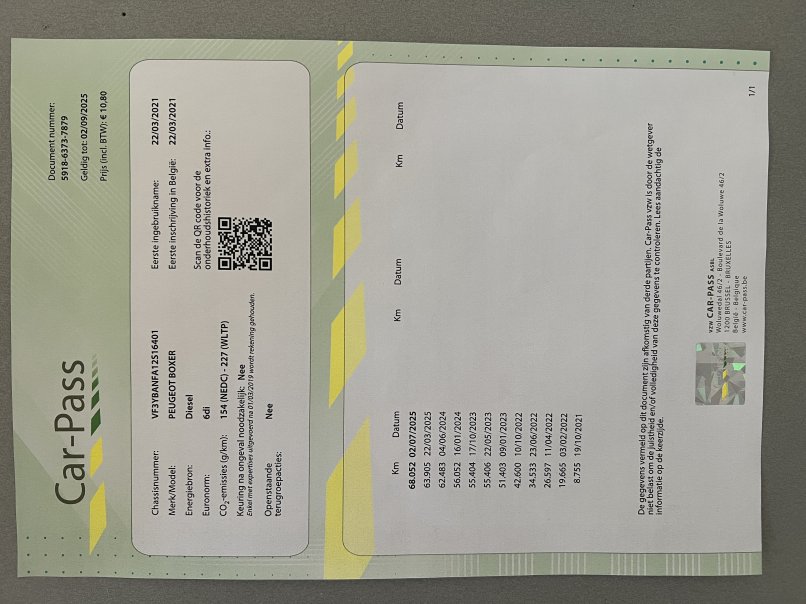 Car-Pass
Document nummer:
5918-6373-7879
Geldig tot: 02/09/2025
Prijs (incl. BTW): € 10,80
Chassisnummer: VF3YBANFA12S16401 Eerste ingebruikname: 22/03/2021
Merk/Model: PEUGEOT BOXER Eerste inschrijving in België: 22/03/2021
Energiebron: Diesel
Euronorm: 6di
Scan de QR code voor de
onderhoudshistoriek en extra info.:
CO₂-emissies (g/km): 154 (NEDC) - 227 (WLTP)
Keuring na ongeval noodzakelijk: Nee
Enkel met expertises uitgevoerd na 01/03/2019 wordt rekening gehouden.
Openstaande
terugroepacties: Nee
Km Datum Km Datum Km Datum
68.052 02/07/2025
63.905 22/03/2025
62.483 04/06/2024
56.052 16/01/2024
55.404 17/10/2023
55.406 22/05/2023
51.403 09/01/2023
42.600 10/10/2022
34.533 23/06/2022
26.597 11/04/2022
19.665 03/02/2022
8.755 19/10/2021
De gegevens vermeld op dit document zijn afkomstig van derde partijen. Car-Pass vzw is door de wetgever
niet belast om de juistheid en/of volledigheid van deze gegevens te controleren. Lees aandachtig de
informatie op de keerzijde.
VZW CAR-PASS ASBL
Woluwedal 46/2 - Boulevard de la Woluwe 46/2
1200 BRUSSEL - BRUXELLES
België - Belgique
www.car-pass.be
1/1